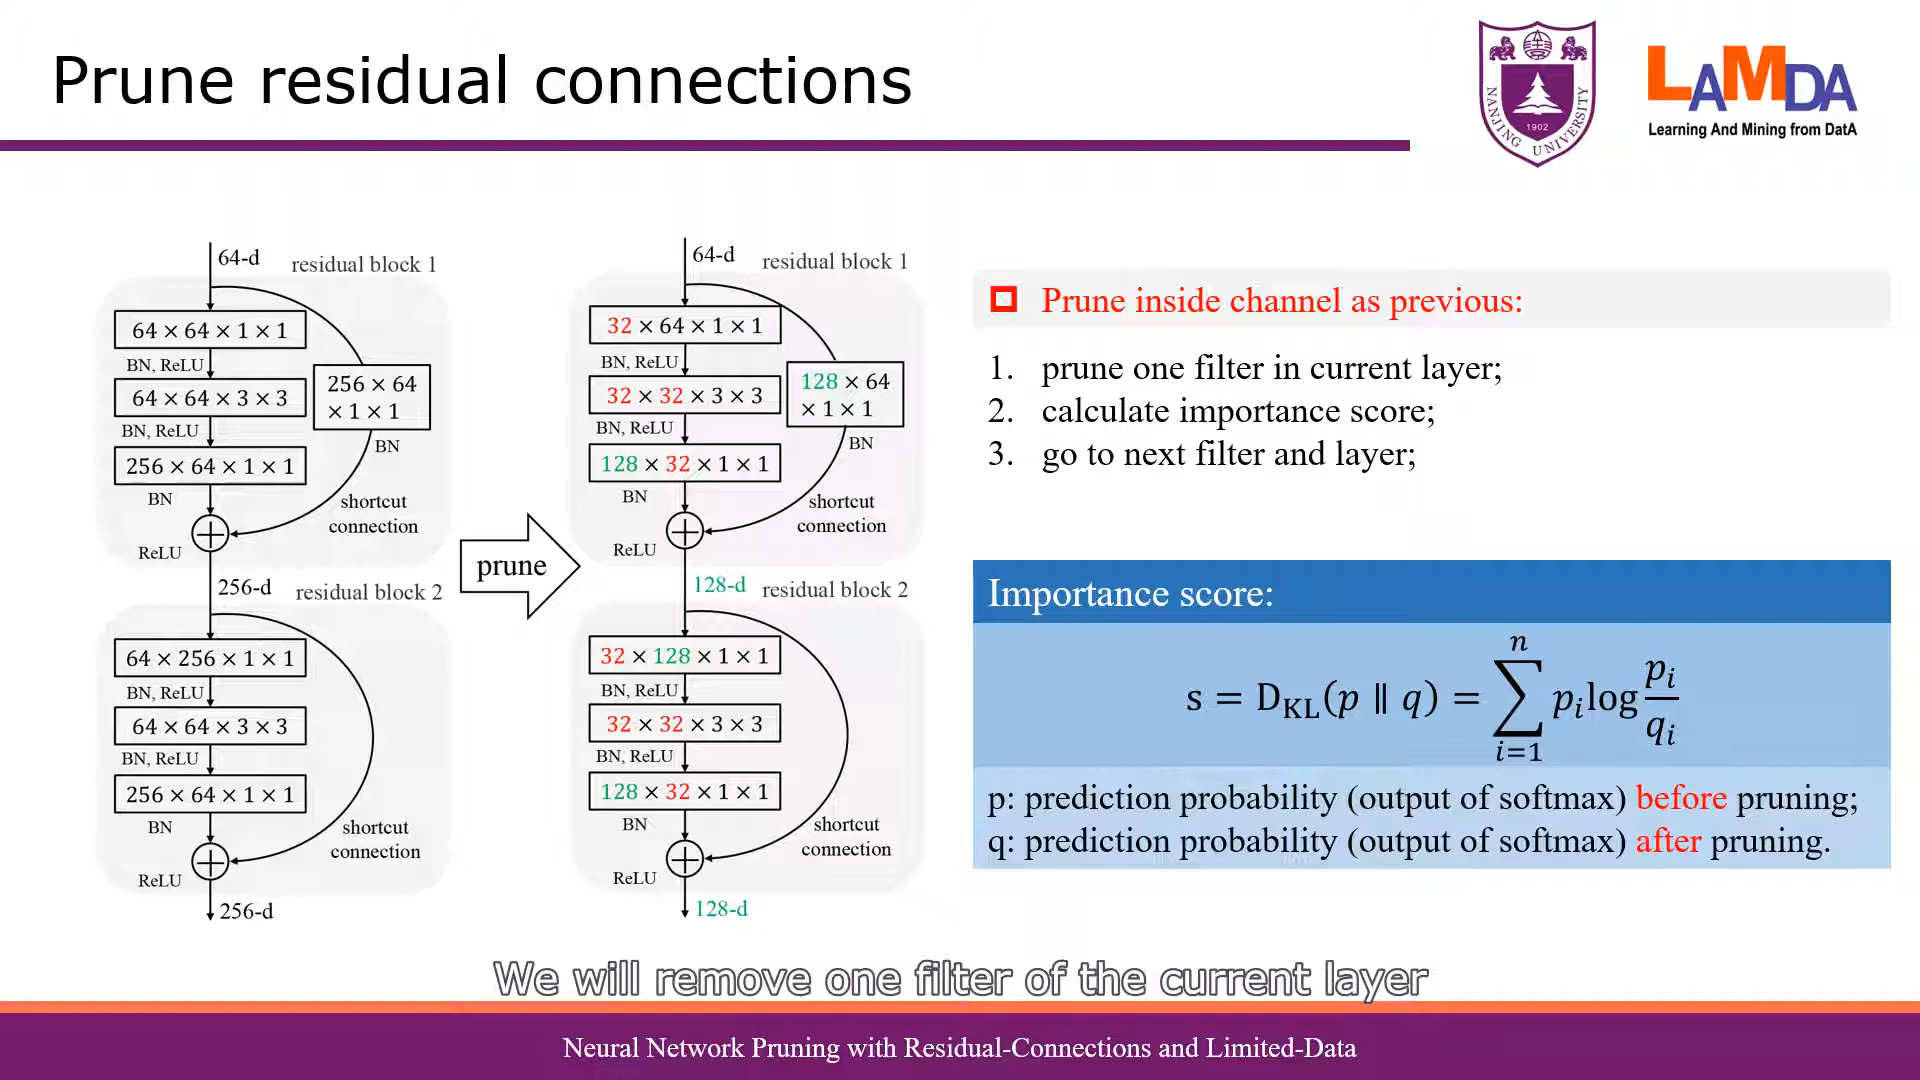 Prune residual connections
NANJING UNIVERSITY
1902
LAMDA
Learning And Mining from DatA
64-d
residual block 1
64 × 64 × 1 × 1
BN, ReLU
64 × 64 × 3 × 3
256 × 64
× 1 × 1
BN, ReLU
BN
256 × 64 × 1 × 1
BN
shortcut
connection
ReLU
256-d
residual block 2
64 × 256 × 1 × 1
BN, ReLU
64 × 64 × 3 × 3
BN, ReLU
256 × 64 × 1 × 1
BN
shortcut
connection
ReLU
256-d
prune
64-d
residual block 1
32 × 64 × 1 × 1
BN, ReLU
32 × 32 × 3 × 3
128 × 64
× 1 × 1
BN, ReLU
BN
128 × 32 × 1 × 1
BN
shortcut
connection
ReLU
128-d
residual block 2
32 × 128 × 1 × 1
BN, ReLU
32 × 32 × 3 × 3
BN, ReLU
128 × 32 × 1 × 1
BN
shortcut
connection
ReLU
128-d
Prune inside channel as previous:
1. prune one filter in current layer;
2. calculate importance score;
3. go to next filter and layer;
Importance score:
s = D_KL(p ∥ q) = ∑_{i=1}^{n} p_i log p_i/q_i
p: prediction probability (output of softmax) before pruning;
q: prediction probability (output of softmax) after pruning.
We will remove one filter of the current layer
Neural Network Pruning with Residual-Connections and Limited-Data